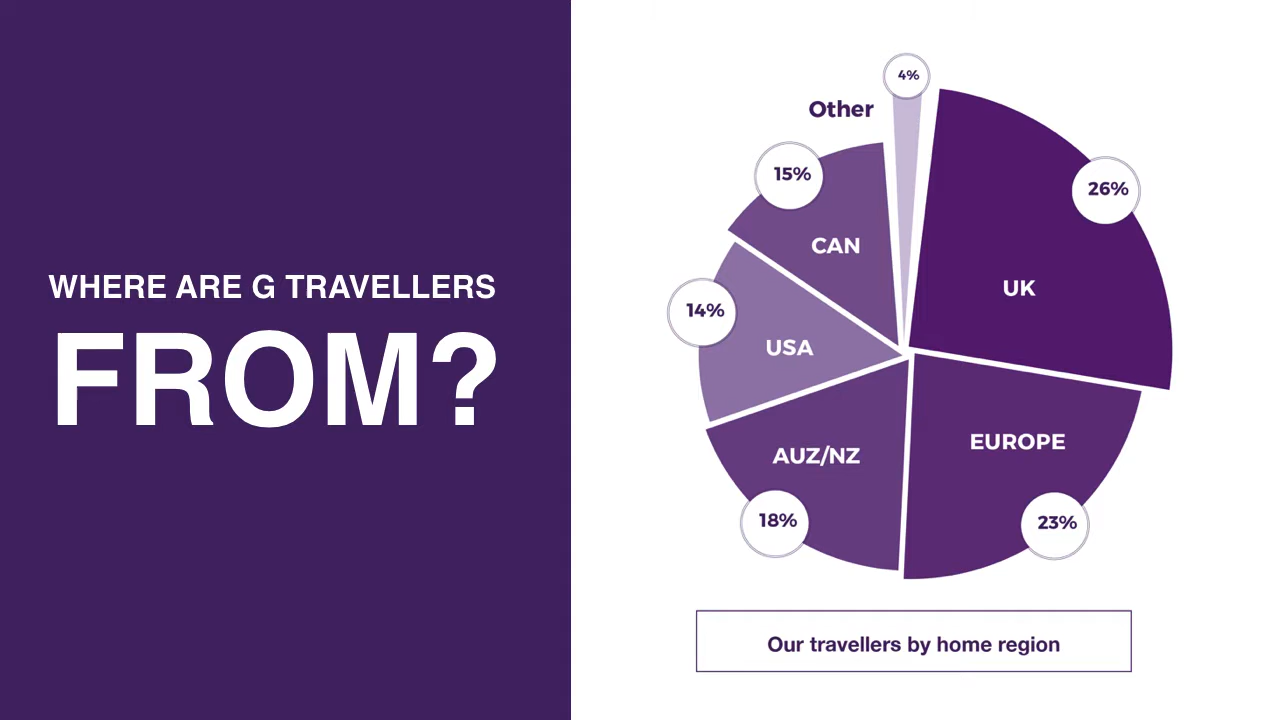 WHERE ARE G TRAVELLERS
FROM?
4%
Other
15%
26%
CAN
UK
14%
USA
EUROPE
AUZ/NZ
18%
23%
Our travellers by home region